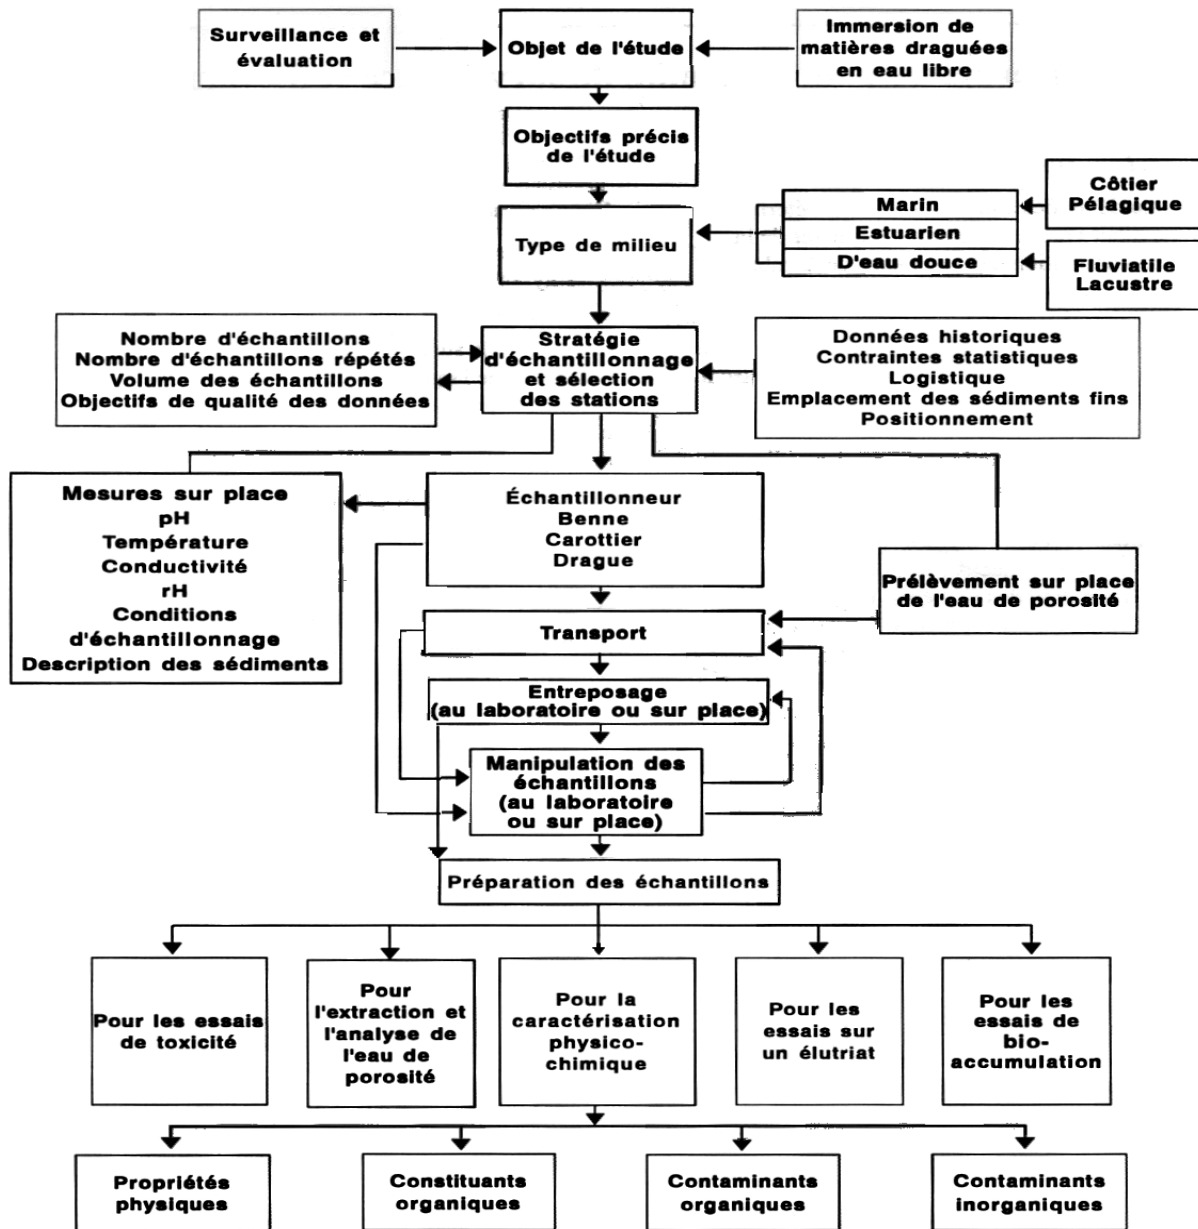 Surveillance et
évaluation
Objet de l'étude
Immersion de
matières draguées
en eau libre
Objectifs précis
de l'étude
Type de milieu
Marin
Estuarien
D'eau douce
Côtier
Pélagique
Fluviatile
Lacustre
Nombre d'échantillons
Nombre d'échantillons répétés
Volume des échantillons
Objectifs de qualité des données
Stratégie
d'échantillonnage
et sélection
des stations
Données historiques
Contraintes statistiques
Logistique
Emplacement des sédiments fins
Positionnement
Mesures sur place
pH
Température
Conductivité
rH
Conditions
d'échantillonnage
Description des sédiments
Échantillonneur
Benne
Carottier
Drague
Prélèvement sur place
de l'eau de porosité
Transport
Entreposage
(au laboratoire ou sur place)
Manipulation des
échantillons
(au laboratoire
ou sur place)
Préparation des échantillons
Pour les essais
de toxicité
Pour
l'extraction et
l'analyse de
l'eau de
porosité
Pour la
caractérisation
physico-
chimique
Pour les
essais sur
un élutriat
Pour les
essais de
bio-
accumulation
Propriétés
physiques
Constituants
organiques
Contaminants
organiques
Contaminants
inorganiques